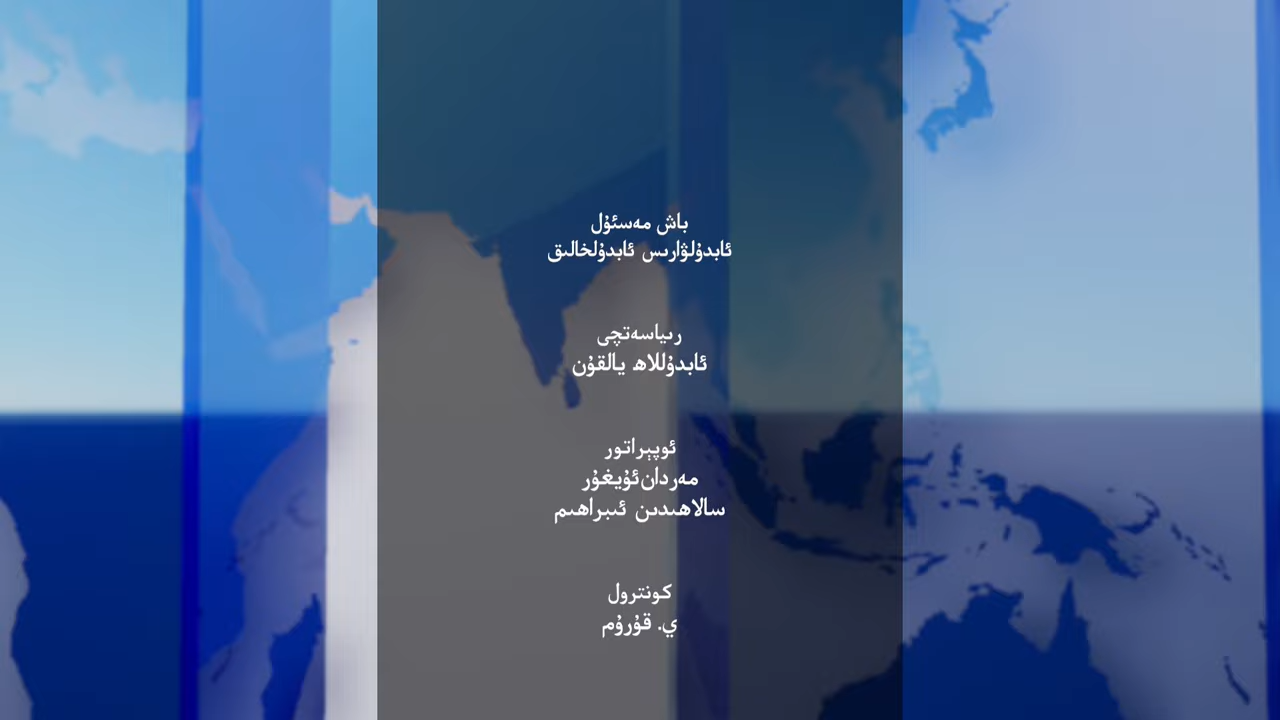 باش مەسئۇل
ئابدۇلۋارىس ئابدۇلخالىق
رىياسەتچى
ئابدۇللاھ يالقۇن
ئوپېراتور
مەردان ئۇيغۇر
سالاھىدىن ئىبراھىم
كونترول
ي. قۇرۇم